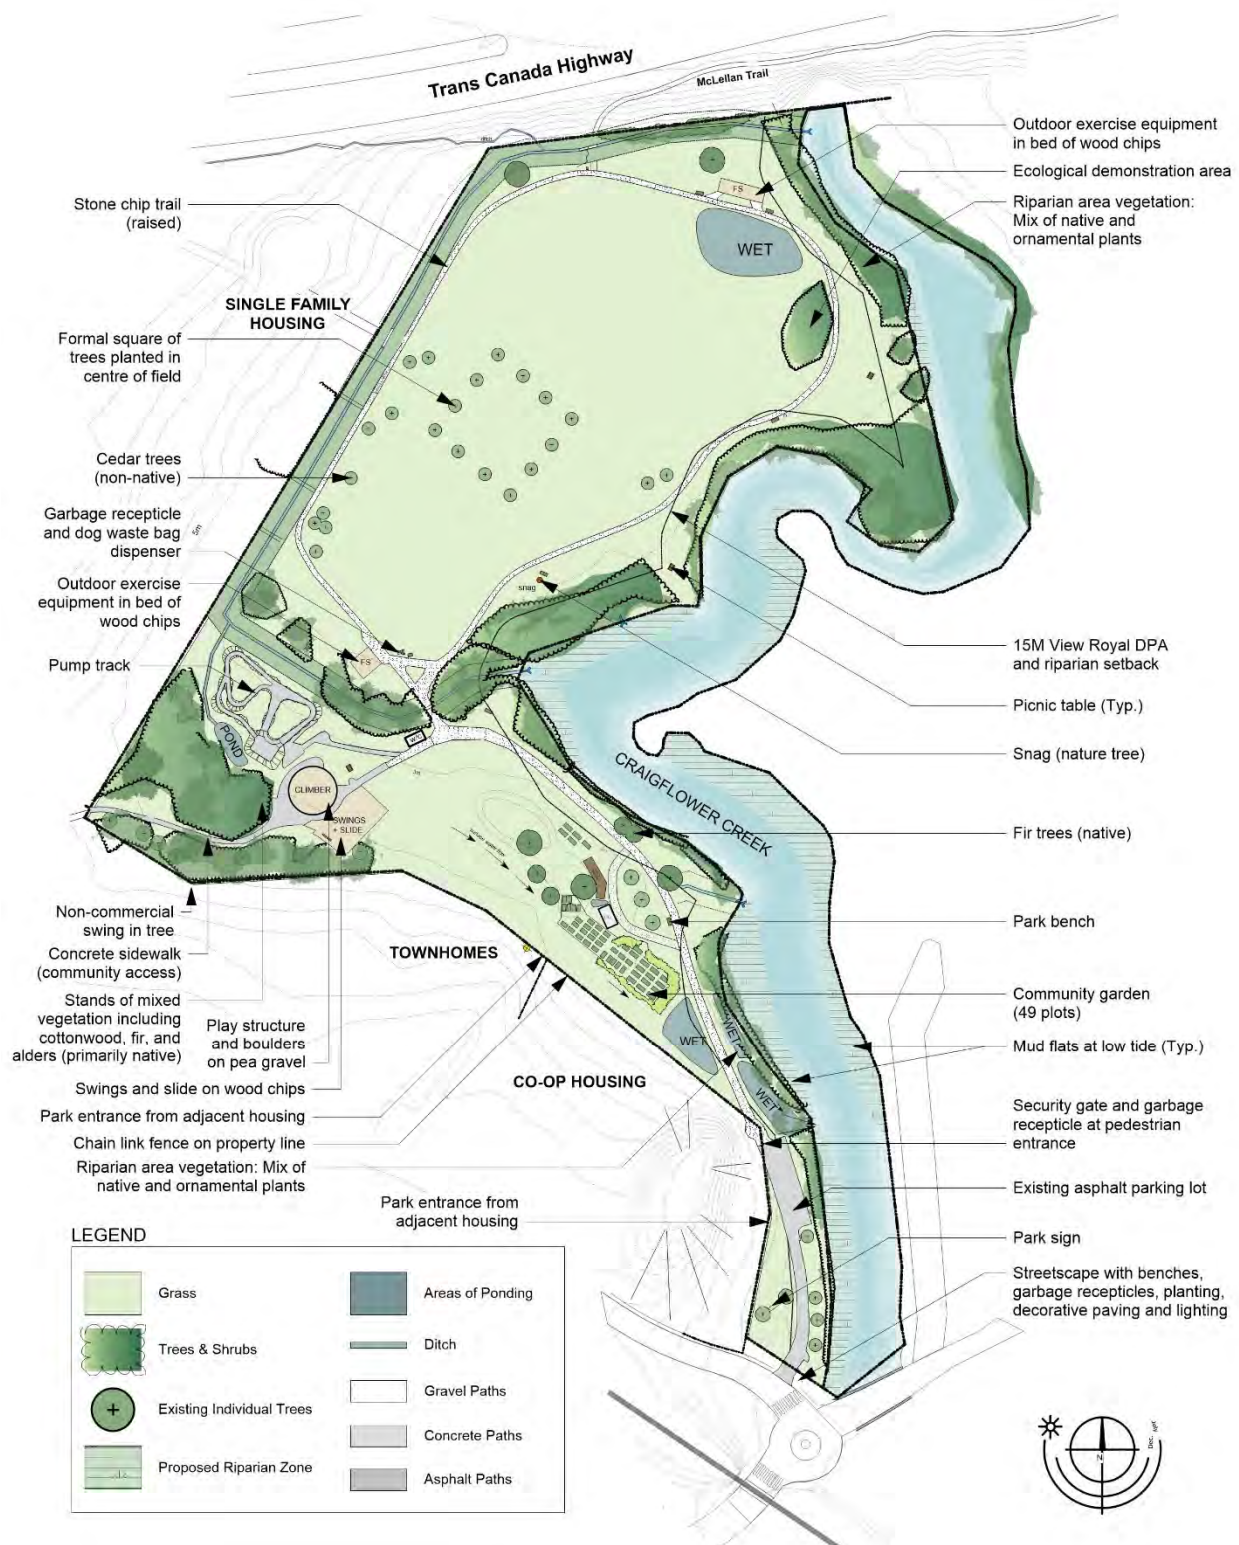 Trans Canada Highway
McLellan Trail
Outdoor exercise equipment
in bed of wood chips
Ecological demonstration area
Riparian area vegetation:
Mix of native and
ornamental plants
Stone chip trail
(raised)
FS
WET
SINGLE FAMILY
HOUSING
Formal square of
trees planted in
centre of field
Cedar trees
(non-native)
Garbage recepticle
and dog waste bag
dispenser
5m
Outdoor exercise
equipment in bed of
wood chips
snag
Pump track
FS
15M View Royal DPA
and riparian setback
Picnic table (Typ.)
Snag (nature tree)
POND
W/C
CLIMBER
SWINGS
+ SLIDE
CRAIGFLOWER CREEK
Fir trees (native)
Non-commercial
swing in tree
Concrete sidewalk
(community access)
Stands of mixed
vegetation including
cottonwood, fir, and
alders (primarily native)
Play structure
and boulders
on pea gravel
Swings and slide on wood chips
Park entrance from adjacent housing
Chain link fence on property line
Riparian area vegetation: Mix of
native and ornamental plants
TOWNHOMES
CO-OP HOUSING
WET
WET
WET
Park bench
Community garden
(49 plots)
Mud flats at low tide (Typ.)
Security gate and garbage
recepticle at pedestrian
entrance
Park entrance from
adjacent housing
Existing asphalt parking lot
Park sign
Streetscape with benches,
garbage recepticles, planting,
decorative paving and lighting
LEGEND
Grass
Trees & Shrubs
Existing Individual Trees
Proposed Riparian Zone
Areas of Ponding
Ditch
Gravel Paths
Concrete Paths
Asphalt Paths
N
Dec.